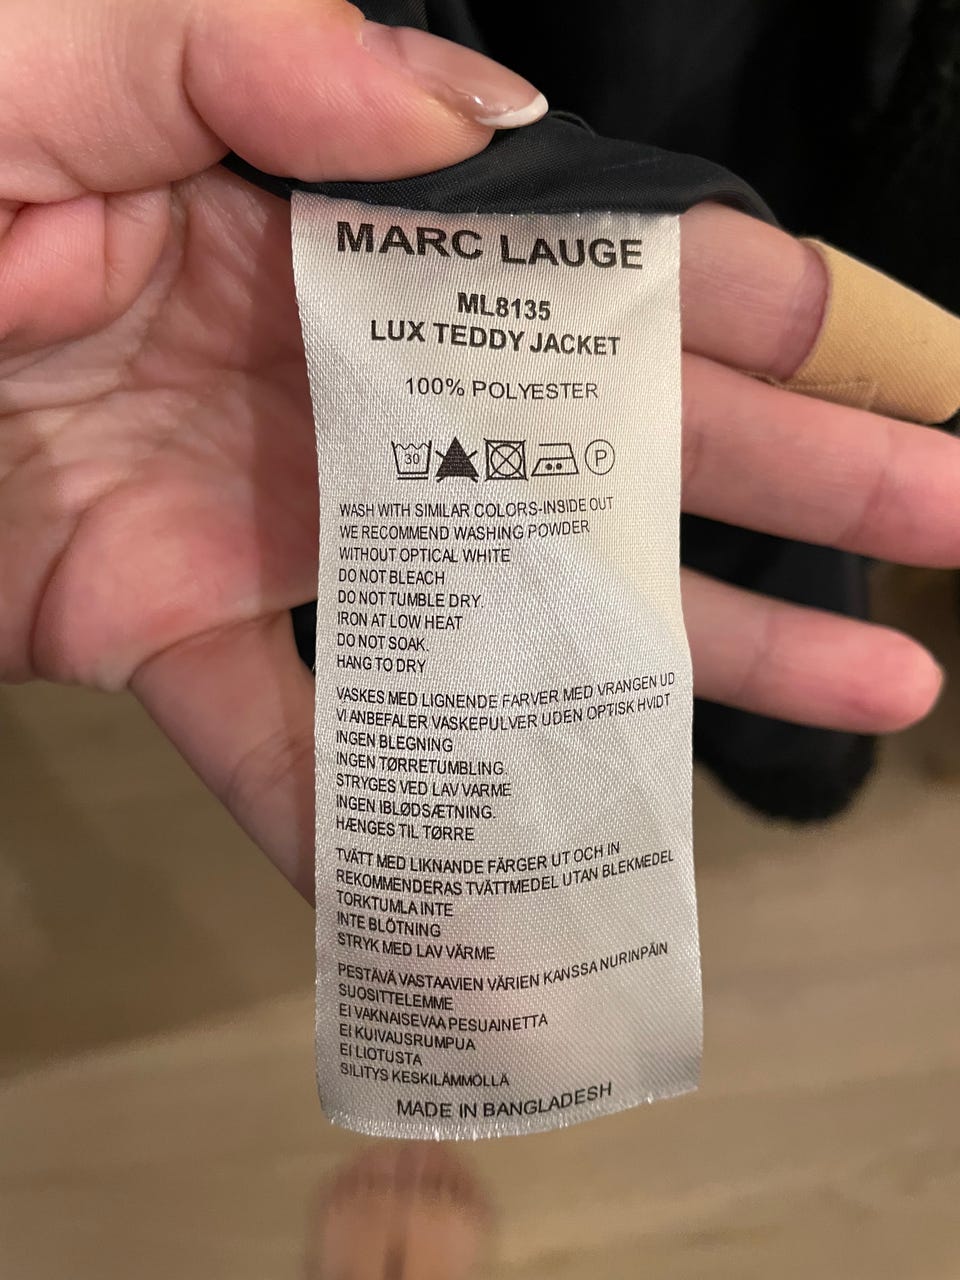 MARC LAUGE
ML8135
LUX TEDDY JACKET
100% POLYESTER
30 P
WASH WITH SIMILAR COLORS-INSIDE OUT
WE RECOMMEND WASHING POWDER
WITHOUT OPTICAL WHITE
DO NOT BLEACH
DO NOT TUMBLE DRY.
IRON AT LOW HEAT
DO NOT SOAK.
HANG TO DRY
VASKES MED LIGNENDE FARVER MED VRANGEN UD
VI ANBEFALER VASKEPULVER UDEN OPTISK HVIDT
INGEN BLEGNING
INGEN TØRRETUMBLING.
STRYGES VED LAV VARME
INGEN IBLØDSÆTNING.
HÆNGES TIL TØRRE
TVÄTT MED LIKNANDE FÄRGER UT OCH IN
REKOMMENDERAS TVÄTTMEDEL UTAN BLEKMEDEL
TORKTUMLA INTE
INTE BLÖTNING
STRYK MED LAV VÄRME
PESTÄVÄ VASTAAVIEN VÄRIEN KANSSA NURINPÄIN
SUOSITTELEMME
EI VAKNAISEVAA PESUAINETTA
EI KUIVAUSRUMPUA
EI LIOTUSTA
SILITYS KESKILÄMMÖLLÄ
MADE IN BANGLADESH